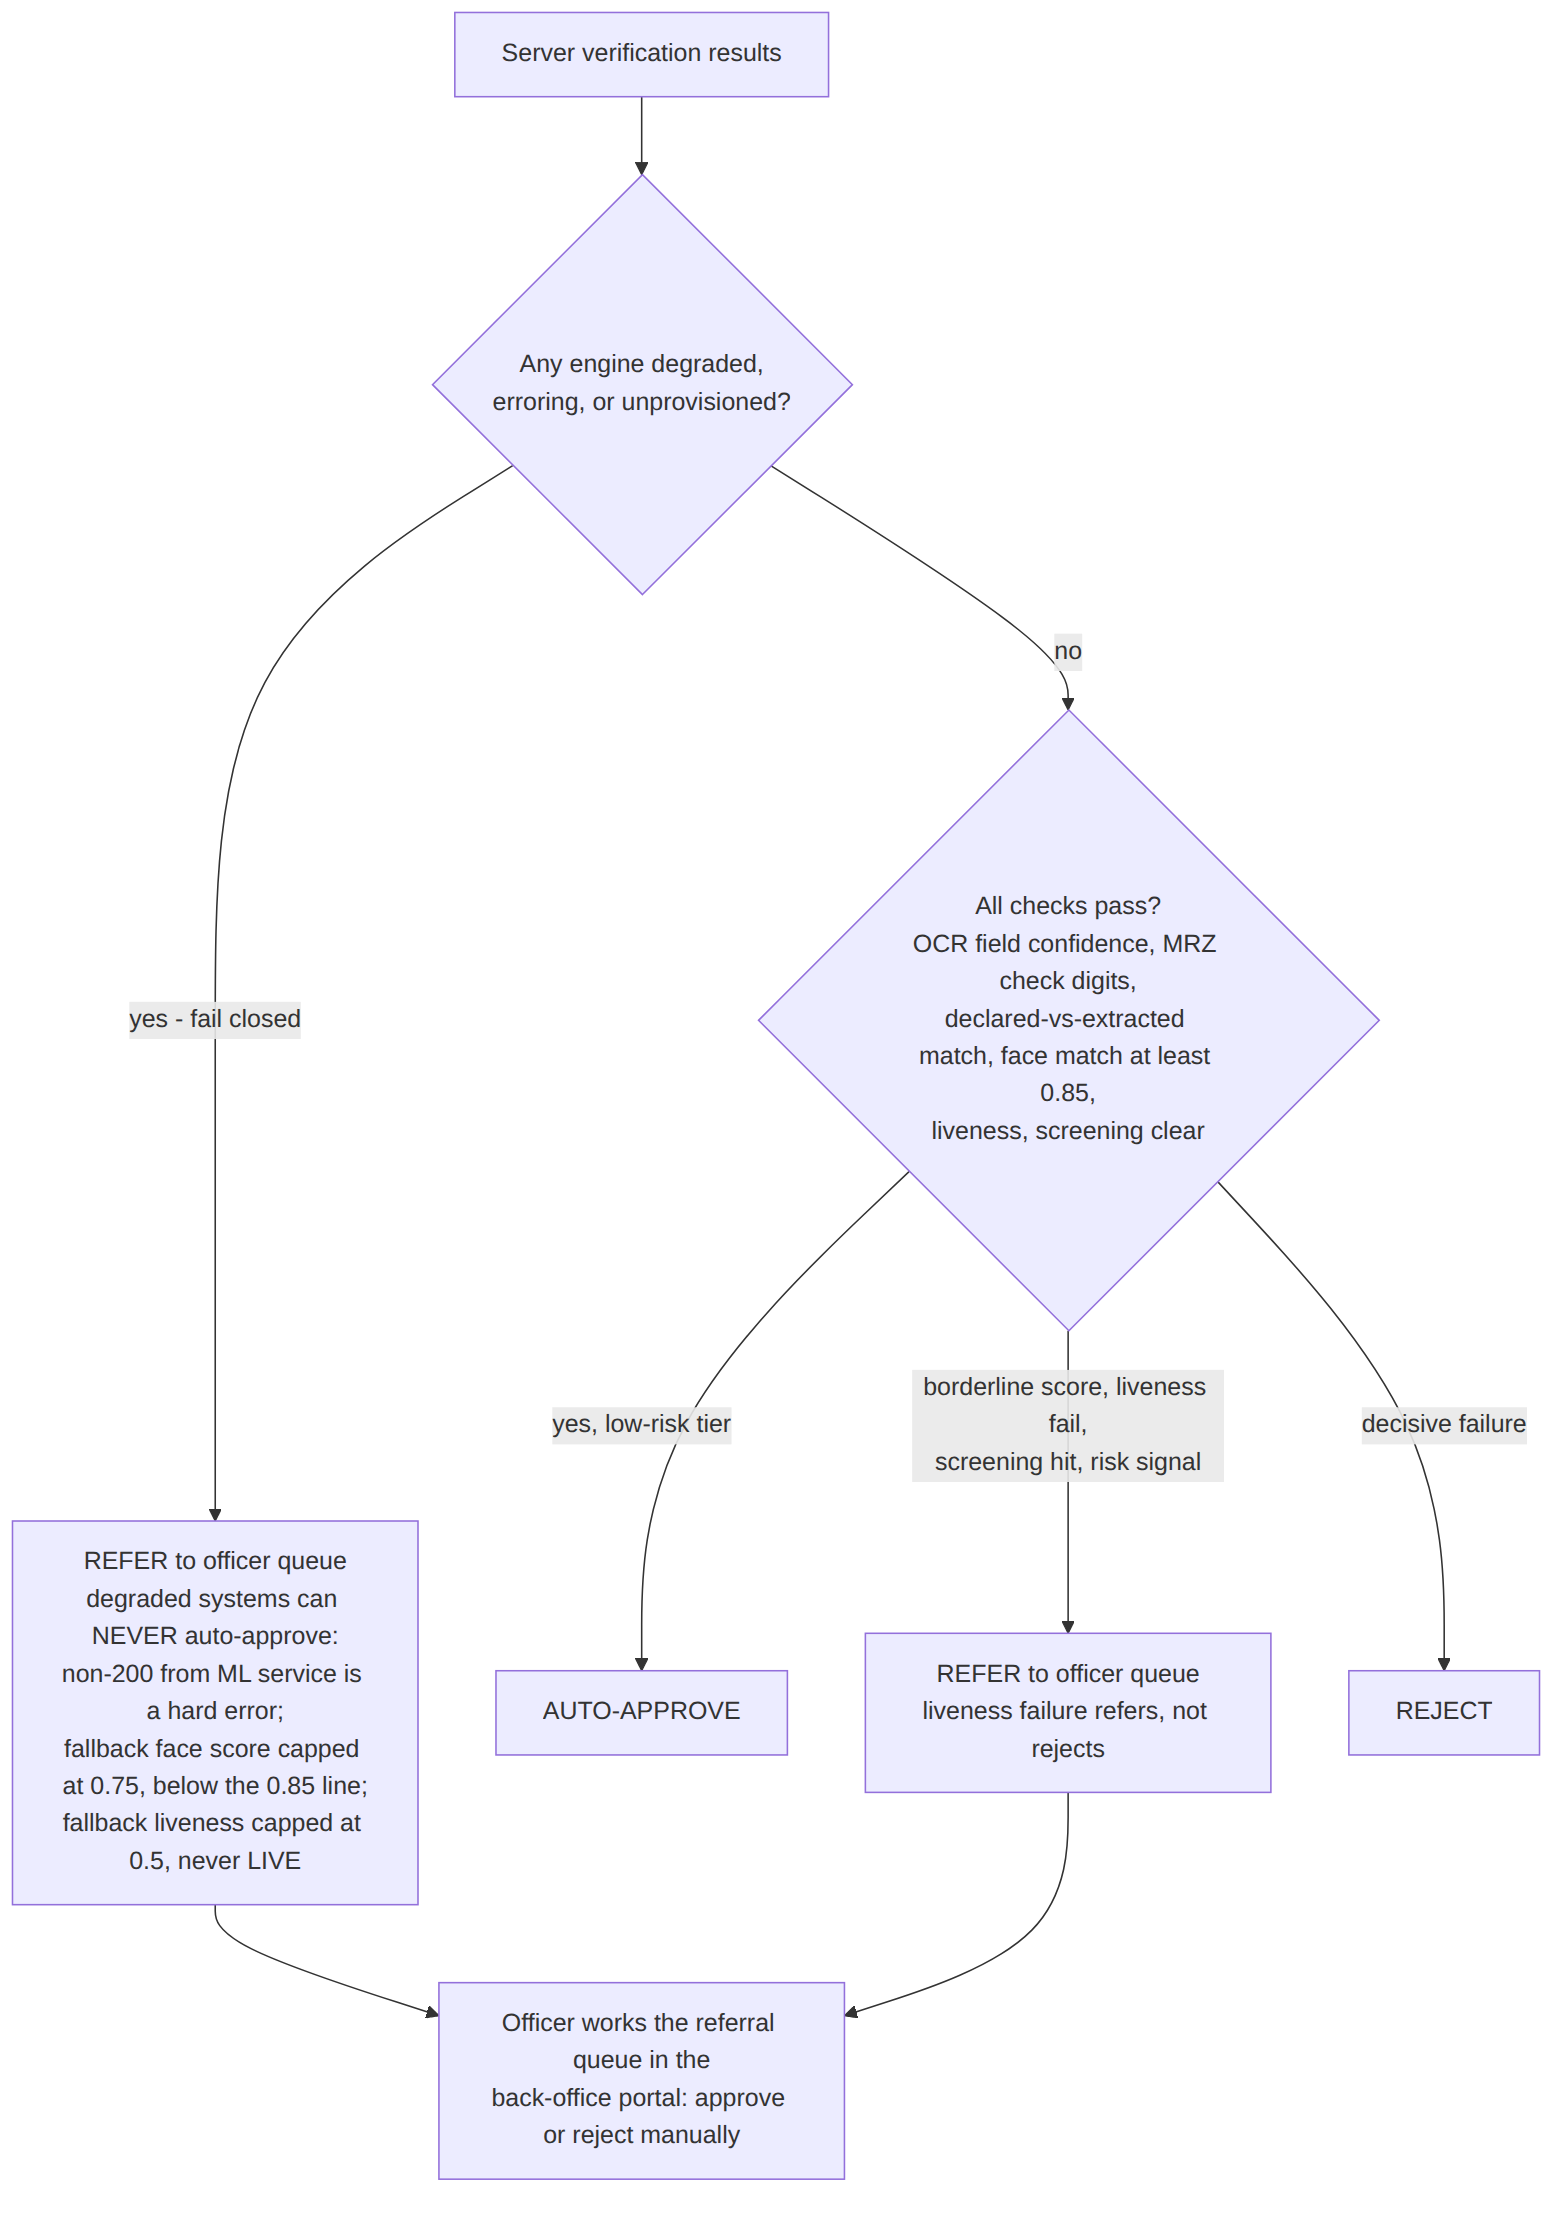 Server verification results
Any engine degraded,
erroring, or unprovisioned?
no
All checks pass?
OCR field confidence, MRZ
check digits,
declared-vs-extracted
match, face match at least
0.85,
liveness, screening clear
yes - fail closed
yes, low-risk tier
borderline score, liveness
fail,
screening hit, risk signal
decisive failure
REFER to officer queue
degraded systems can
NEVER auto-approve:
non-200 from ML service is
a hard error;
fallback face score capped
at 0.75, below the 0.85 line;
fallback liveness capped at
0.5, never LIVE
AUTO-APPROVE
REFER to officer queue
liveness failure refers, not
rejects
REJECT
Officer works the referral
queue in the
back-office portal: approve
or reject manually